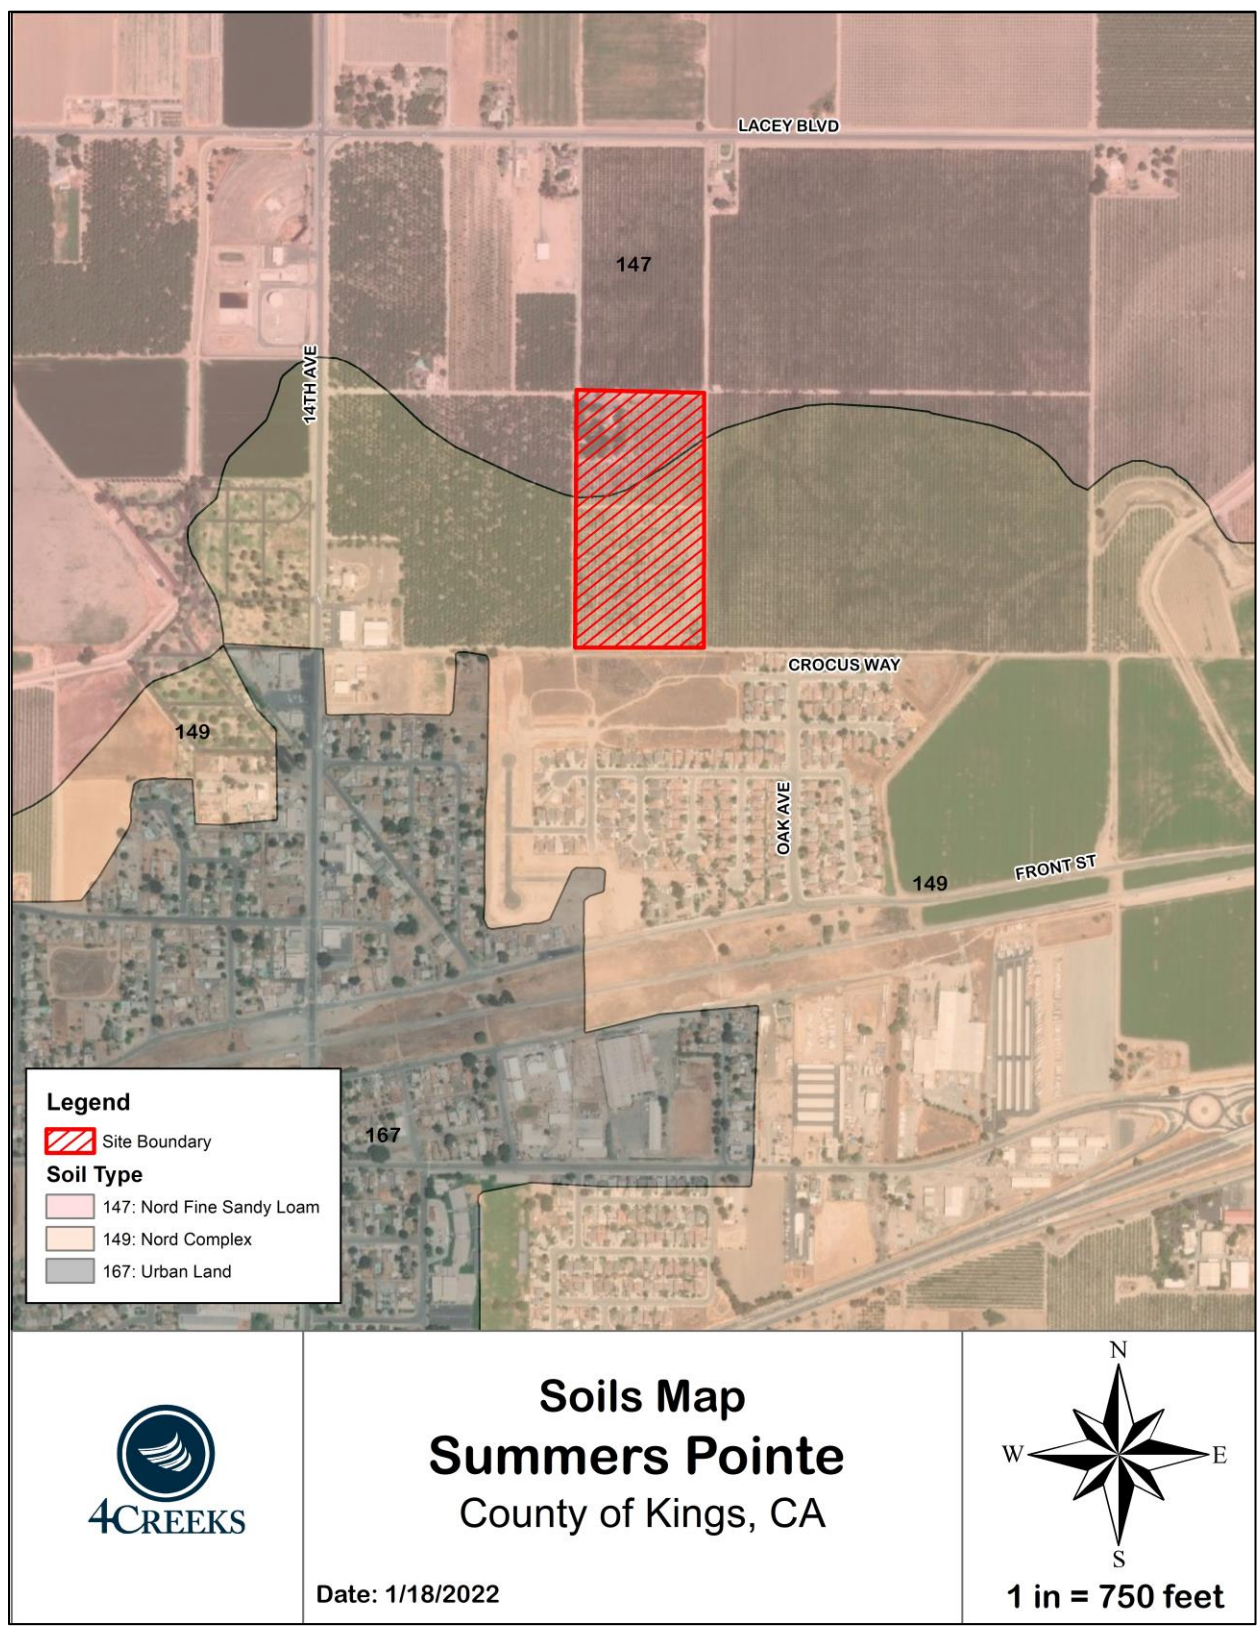 LACEY BLVD
147
14TH AVE
CROCUS WAY
149
OAK AVE
FRONT ST
149
167
Legend
Site Boundary
Soil Type
147: Nord Fine Sandy Loam
149: Nord Complex
167: Urban Land
4CREEKS
Soils Map
Summers Pointe
County of Kings, CA
Date: 1/18/2022
N
W E
S
1 in = 750 feet